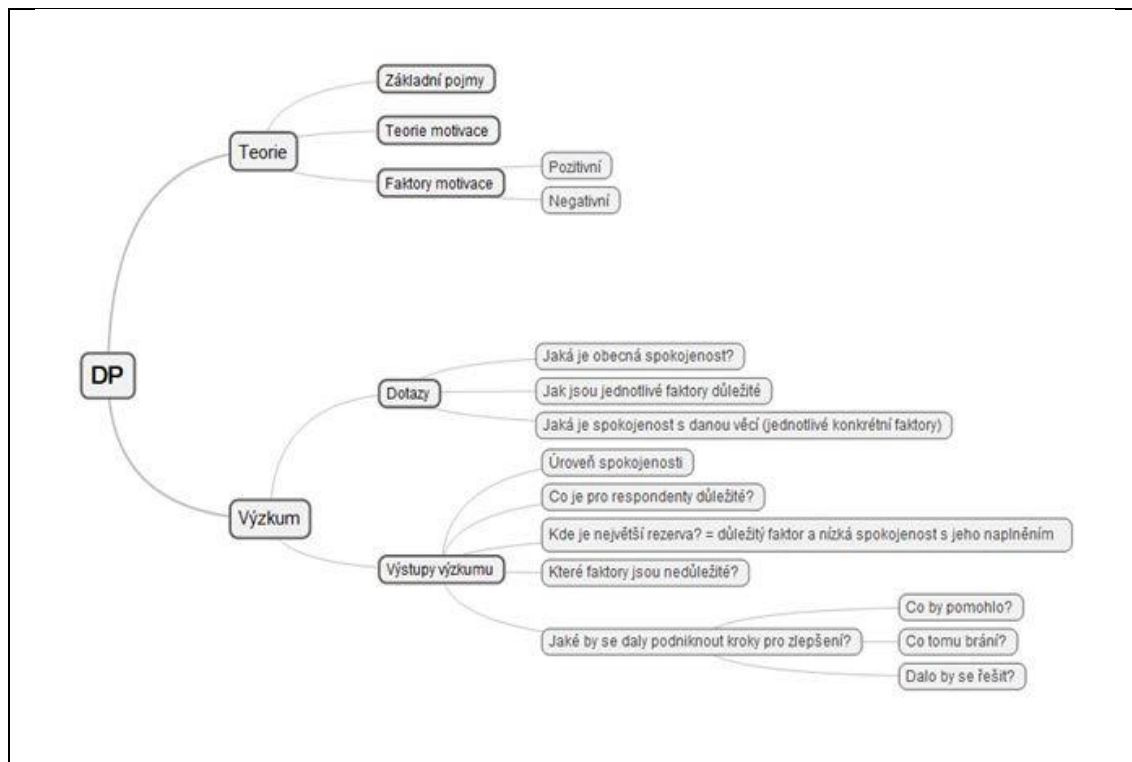 DP
Teorie
Základní pojmy
Teorie motivace
Faktory motivace
Pozitivní
Negativní
Výzkum
Dotazy
Jaká je obecná spokojenost?
Jak jsou jednotlivé faktory důležité
Jaká je spokojenost s danou věcí (jednotlivé konkrétní faktory)
Výstupy výzkumu
Úroveň spokojenosti
Co je pro respondenty důležité?
Kde je největší rezerva? = důležitý faktor a nízká spokojenost s jeho naplněním
Které faktory jsou nedůležité?
Jaké by se daly podniknout kroky pro zlepšení?
Co by pomohlo?
Co tomu brání?
Dalo by se řešit?